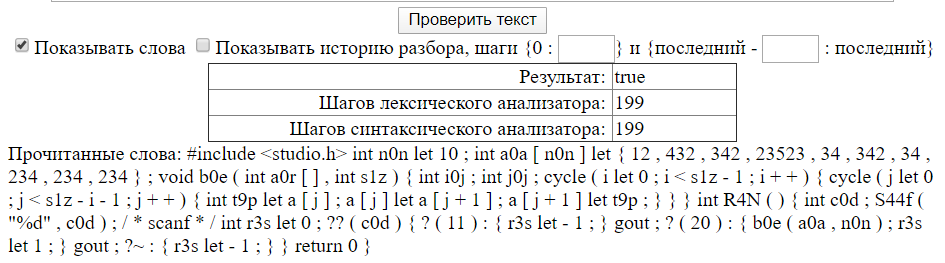 Проверить текст
Показывать слова Показывать историю разбора, шаги {0 : } и {последний - : последний}
Результат: true
Шагов лексического анализатора: 199
Шагов синтаксического анализатора: 199
Прочитанные слова: #include <studio.h> int n0n let 10 ; int a0a [ n0n ] let { 12 , 432 , 342 , 23523 , 34 , 342 , 34 ,
234 , 234 , 234 } ; void b0e ( int a0r [ ] , int s1z ) { int i0j ; int j0j ; cycle ( i let 0 ; i < s1z - 1 ; i + + ) { cycle ( j let 0
; j < s1z - i - 1 ; j + + ) { int t9p let a [ j ] ; a [ j ] let a [ j + 1 ] ; a [ j + 1 ] let t9p ; } } } int R4N ( ) { int c0d ; S44f (
"%d" , c0d ) ; / * scanf * / int r3s let 0 ; ?? ( c0d ) { ? ( 11 ) : { r3s let - 1 ; } gout ; ? ( 20 ) : { b0e ( a0a , n0n ) ; r3s
let 1 ; } gout ; ?~ : { r3s let - 1 ; } } return 0 }